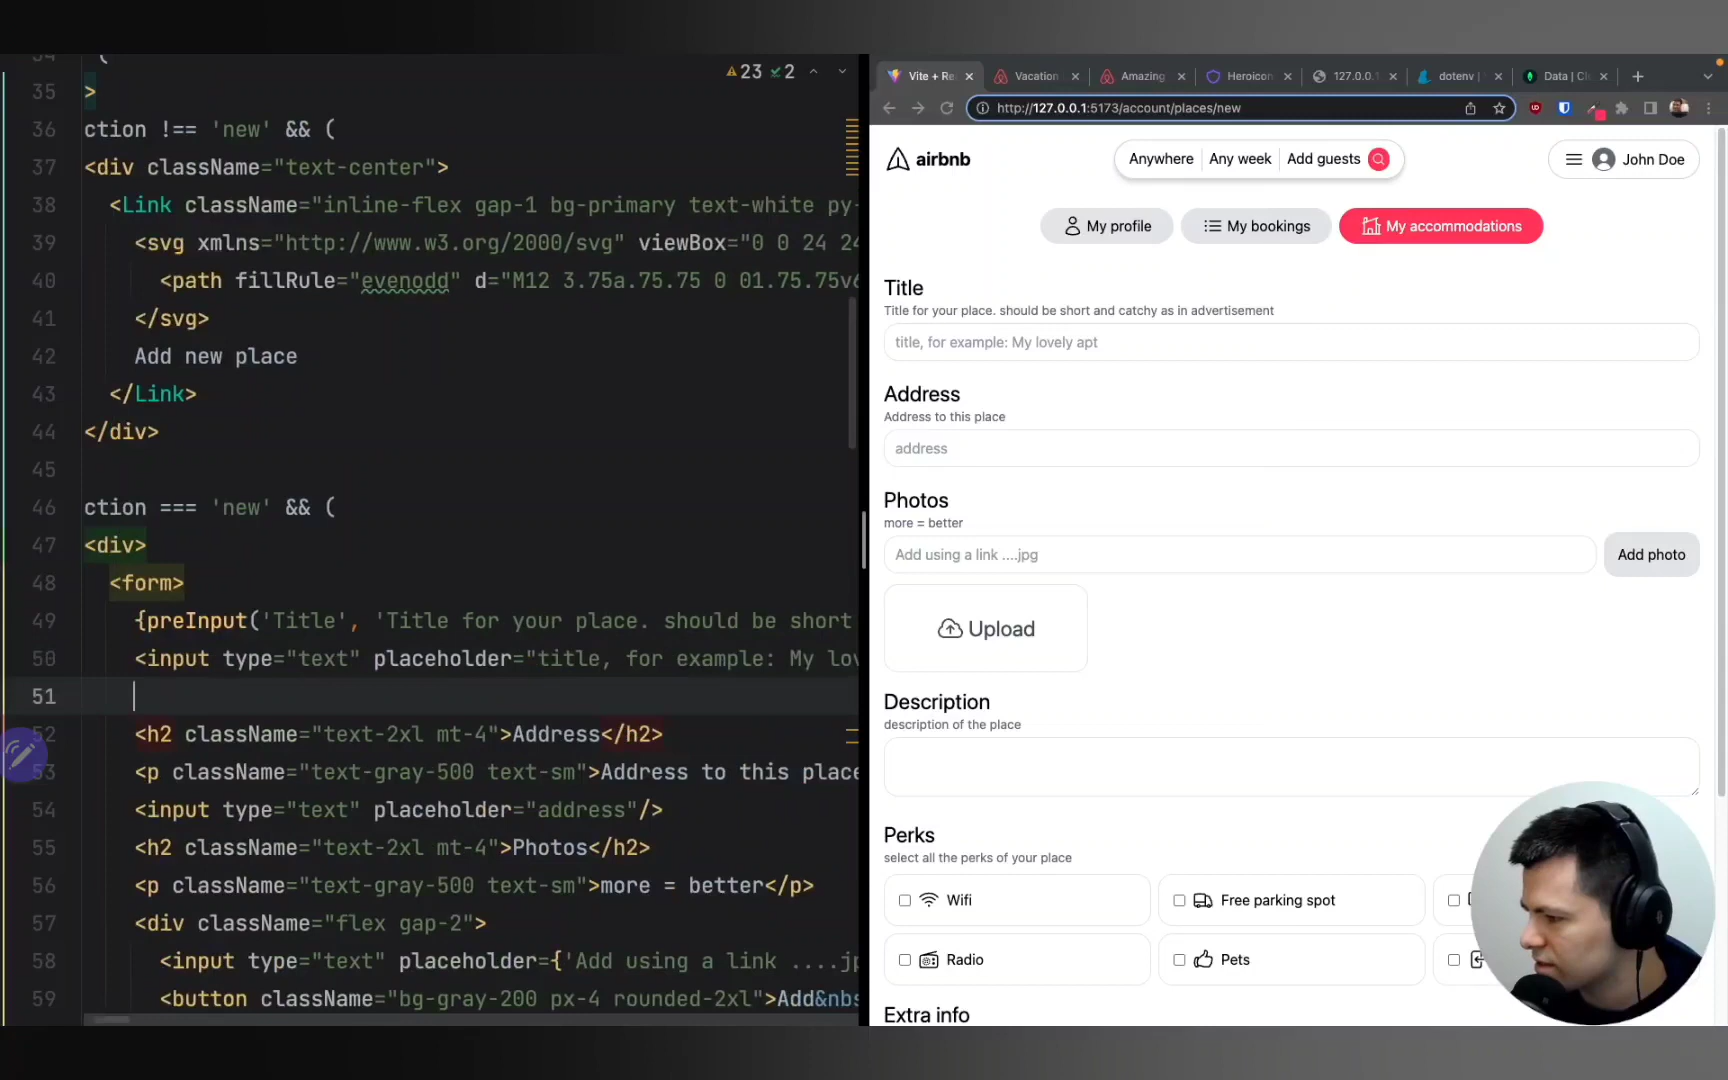 34 (
35 >
36 ction !== 'new' && (
37 <div className="text-center">
38 <Link className="inline-flex gap-1 bg-primary text-white py-
39 <svg xmlns="http://www.w3.org/2000/svg" viewBox="0 0 24 24
40 <path fillRule="evenodd" d="M12 3.75a.75.75 0 01.75.75v6
41 </svg>
42 Add new place
43 </Link>
44 </div>
45
46 ction === 'new' && (
47 <div>
48 <form>
49 {preInput('Title', 'Title for your place. should be short
50 <input type="text" placeholder="title, for example: My lov
51
52 <h2 className="text-2xl mt-4">Address</h2>
53 <p className="text-gray-500 text-sm">Address to this place
54 <input type="text" placeholder="address"/>
55 <h2 className="text-2xl mt-4">Photos</h2>
56 <p className="text-gray-500 text-sm">more = better</p>
57 <div className="flex gap-2">
58 <input type="text" placeholder={'Add using a link ....jp
59 <button className="bg-gray-200 px-4 rounded-2xl">Add&nbs
23 2
Vite + Re Vacation Amazing Heroicon 127.0.0.1 dotenv | Data | Cl
http://127.0.0.1:5173/account/places/new
airbnb Anywhere Any week Add guests John Doe
My profile My bookings My accommodations
Title
Title for your place. should be short and catchy as in advertisement
title, for example: My lovely apt
Address
Address to this place
address
Photos
more = better
Add using a link ....jpg Add photo
Upload
Description
description of the place
Perks
select all the perks of your place
Wifi Free parking spot
Radio Pets
Extra info